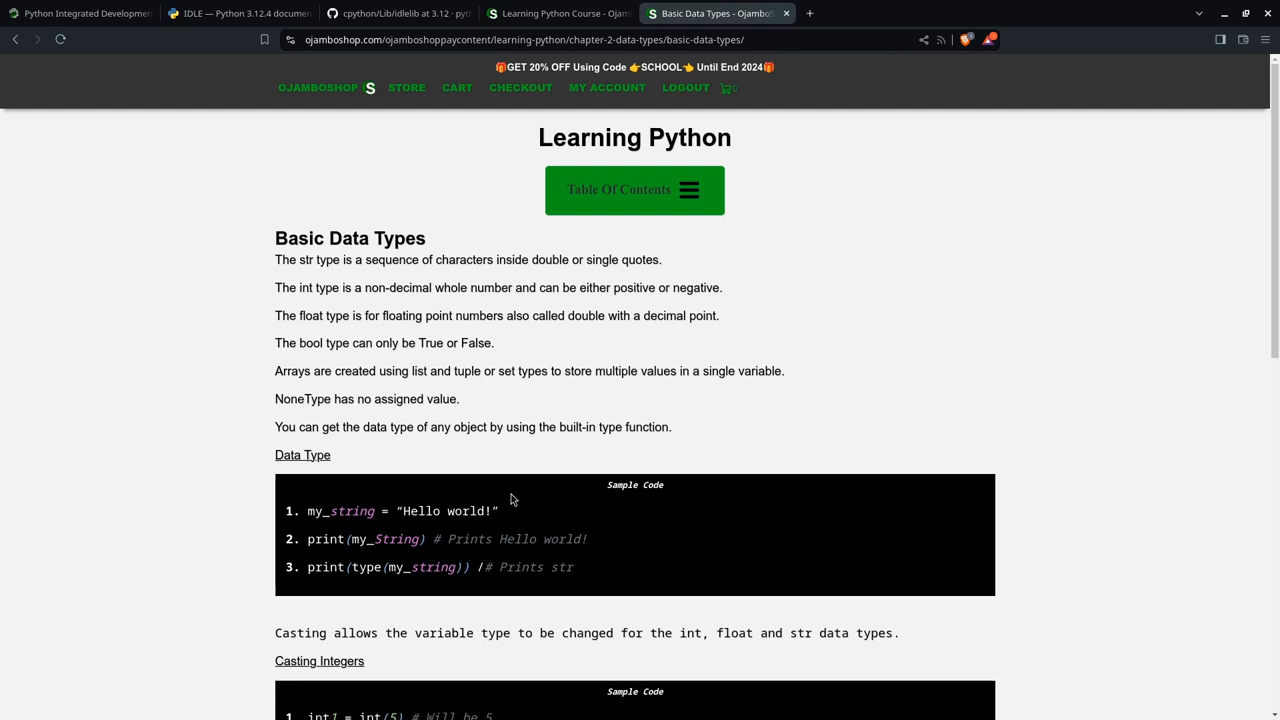 Python Integrated Developmen
IDLE — Python 3.12.4 documen
cpython/Lib/idlelib at 3.12 · pyt
Learning Python Course - Ojam
Basic Data Types - OjamboS
ojamboshop.com/ojamboshoppaycontent/learning-python/chapter-2-data-types/basic-data-types/
🎁GET 20% OFF Using Code 👉SCHOOL👈 Until End 2024🎁
OJAMBOSHOP S STORE CART CHECKOUT MY ACCOUNT LOGOUT 0
Learning Python
Table Of Contents
Basic Data Types
The str type is a sequence of characters inside double or single quotes.
The int type is a non-decimal whole number and can be either positive or negative.
The float type is for floating point numbers also called double with a decimal point.
The bool type can only be True or False.
Arrays are created using list and tuple or set types to store multiple values in a single variable.
NoneType has no assigned value.
You can get the data type of any object by using the built-in type function.
Data Type
Sample Code
1. my_string = “Hello world!”
2. print(my_String) # Prints Hello world!
3. print(type(my_string)) /# Prints str
Casting allows the variable type to be changed for the int, float and str data types.
Casting Integers
Sample Code
1. int1 = int(5) # Will be 5